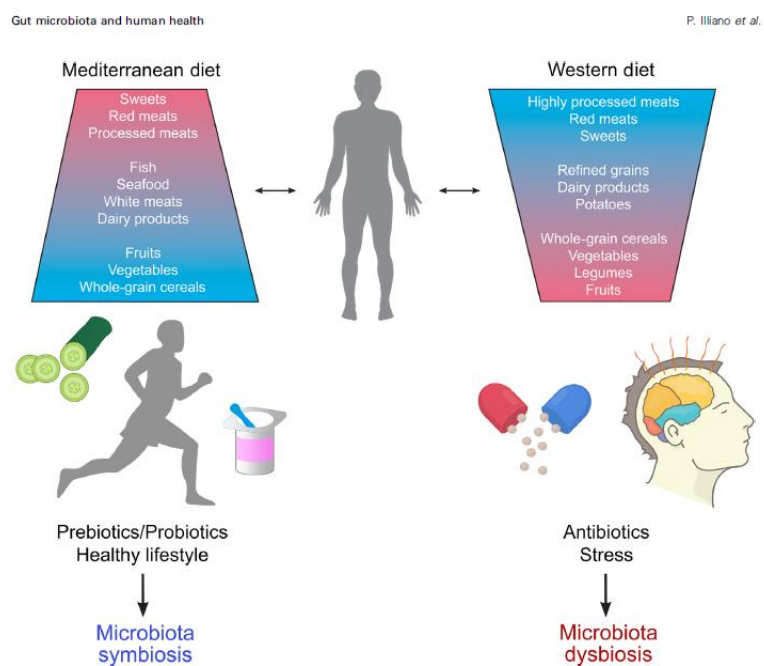 Gut microbiota and human health
P. Illiano et al.
Mediterranean diet
Sweets
Red meats
Processed meats
Fish
Seafood
White meats
Dairy products
Fruits
Vegetables
Whole-grain cereals
Western diet
Highly processed meats
Red meats
Sweets
Refined grains
Dairy products
Potatoes
Whole-grain cereals
Vegetables
Legumes
Fruits
Prebiotics/Probiotics
Healthy lifestyle
Microbiota
symbiosis
Antibiotics
Stress
Microbiota
dysbiosis